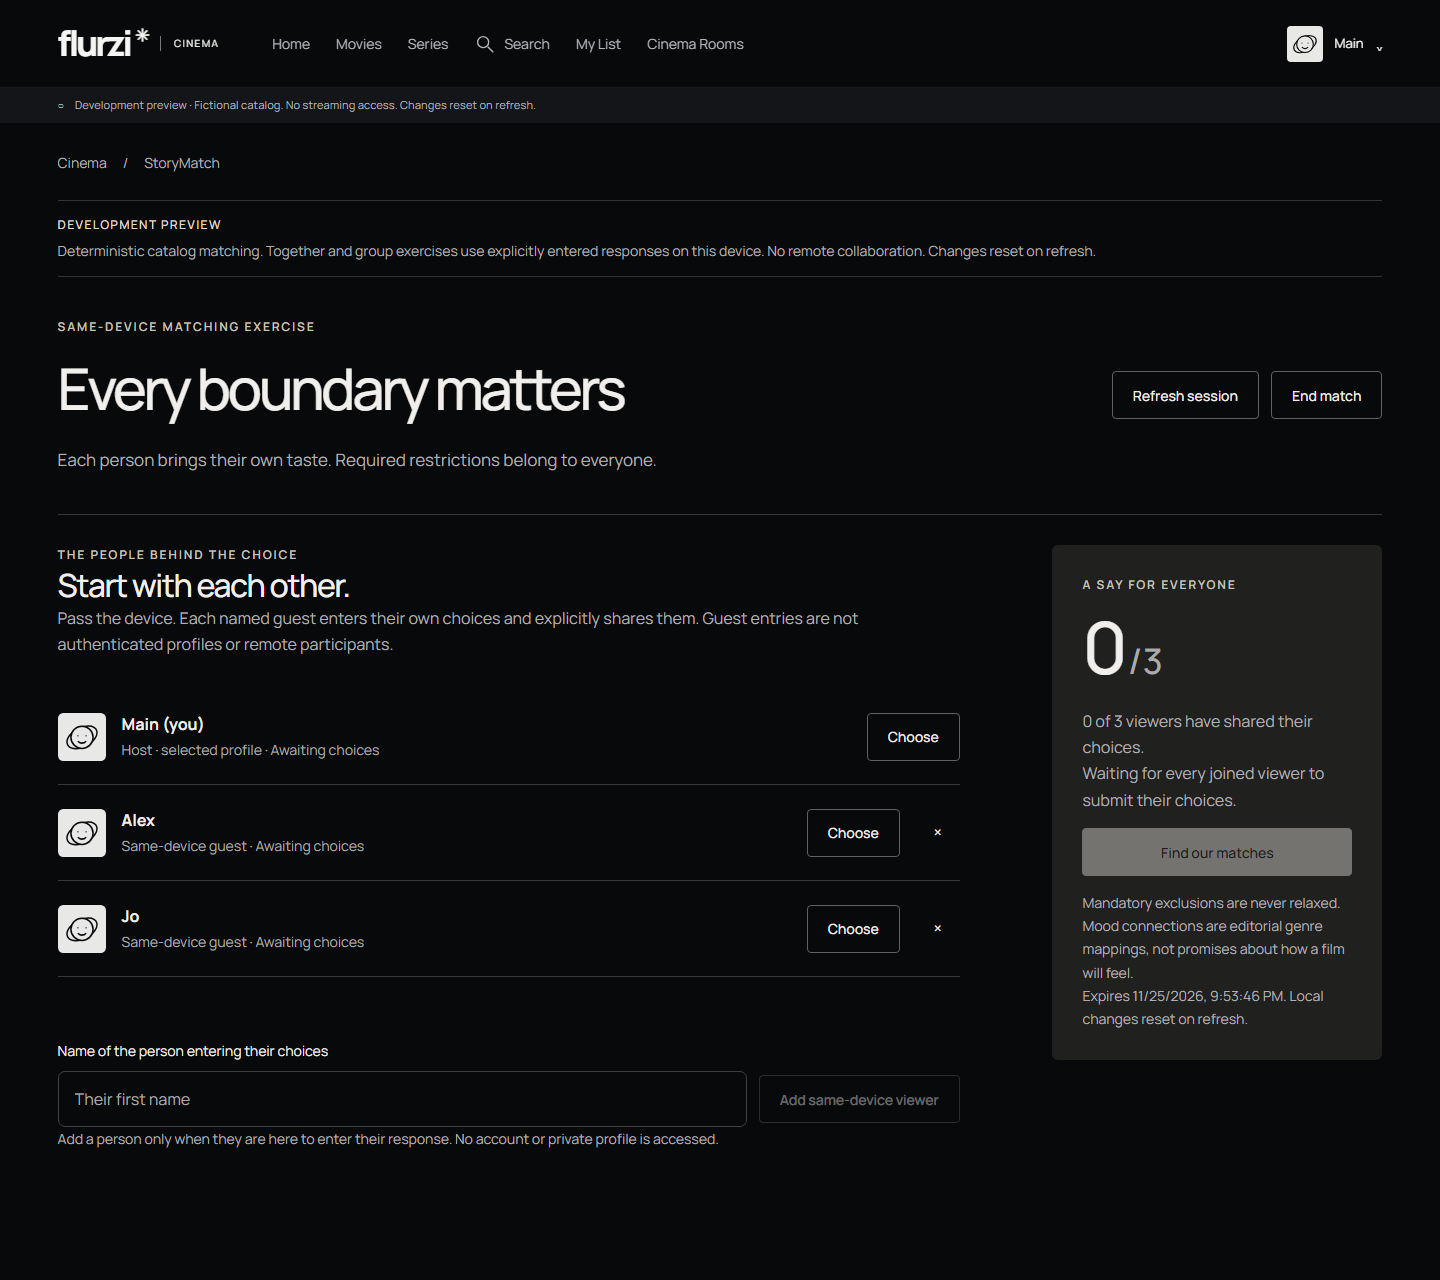 flurzi
CINEMA
Home
Movies
Series
Search
My List
Cinema Rooms
Main
Development preview · Fictional catalog. No streaming access. Changes reset on refresh.
Cinema / StoryMatch
DEVELOPMENT PREVIEW
Deterministic catalog matching. Together and group exercises use explicitly entered responses on this device. No remote collaboration. Changes reset on refresh.
SAME-DEVICE MATCHING EXERCISE
Every boundary matters
Refresh session
End match
Each person brings their own taste. Required restrictions belong to everyone.
THE PEOPLE BEHIND THE CHOICE
Start with each other.
Pass the device. Each named guest enters their own choices and explicitly shares them. Guest entries are not
authenticated profiles or remote participants.
Main (you)
Host · selected profile · Awaiting choices
Choose
Alex
Same-device guest · Awaiting choices
Choose
×
Jo
Same-device guest · Awaiting choices
Choose
×
Name of the person entering their choices
Their first name
Add same-device viewer
Add a person only when they are here to enter their response. No account or private profile is accessed.
A SAY FOR EVERYONE
0/3
0 of 3 viewers have shared their
choices.
Waiting for every joined viewer to
submit their choices.
Find our matches
Mandatory exclusions are never relaxed.
Mood connections are editorial genre
mappings, not promises about how a film
will feel.
Expires 11/25/2026, 9:53:46 PM. Local
changes reset on refresh.